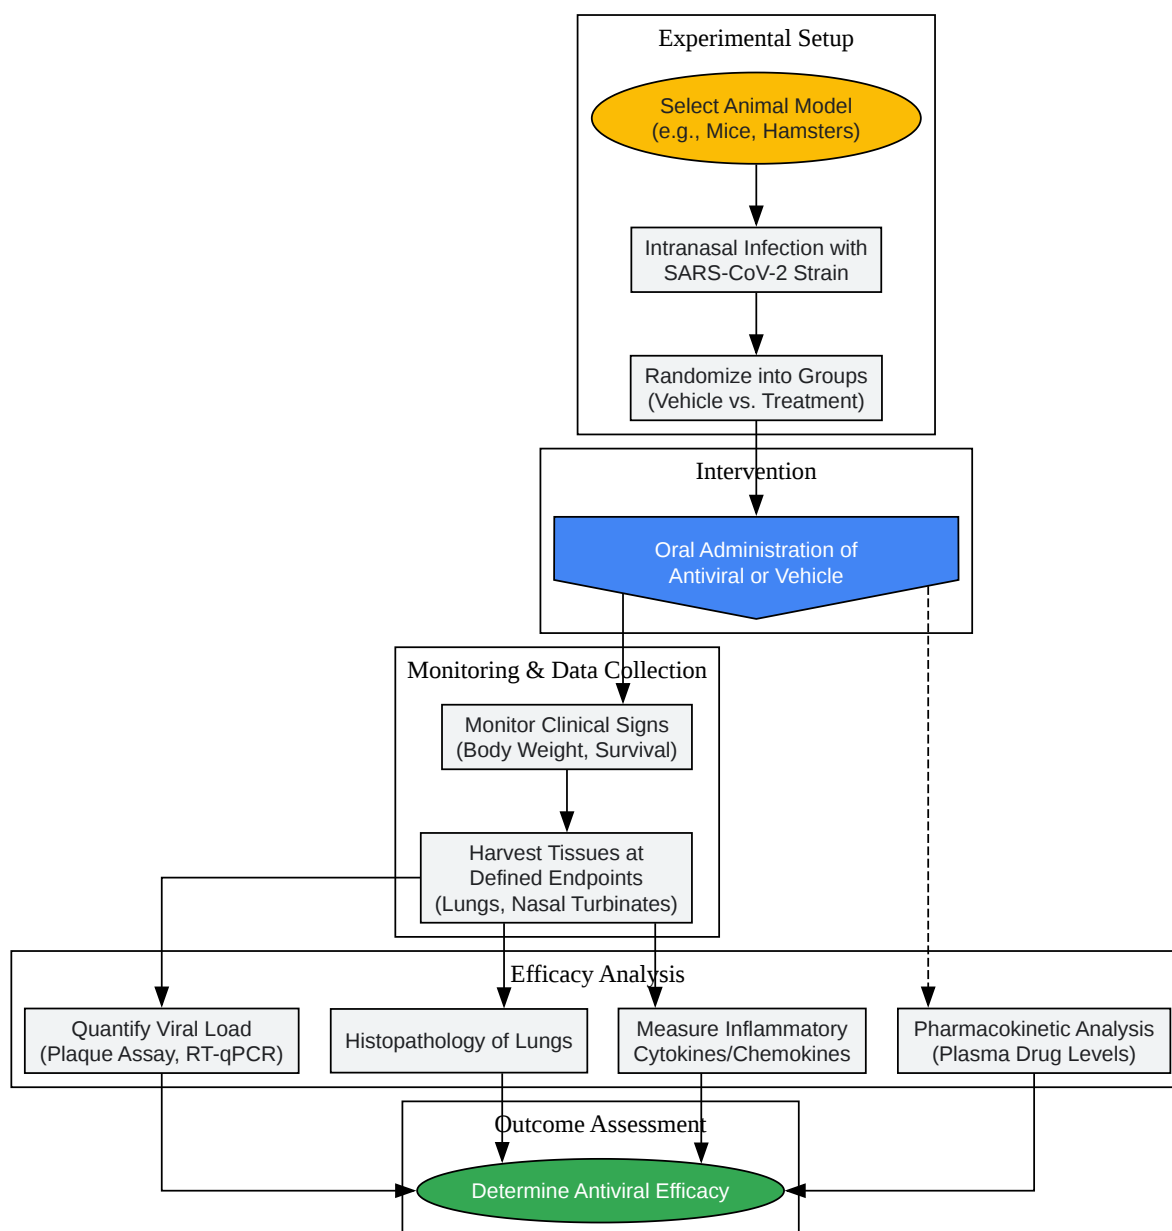 Experimental Setup
Select Animal Model
(e.g., Mice, Hamsters)
Intranasal Infection with
SARS-CoV-2 Strain
Randomize into Groups
(Vehicle vs. Treatment)
Intervention
Oral Administration of
Antiviral or Vehicle
Monitoring & Data Collection
Monitor Clinical Signs
(Body Weight, Survival)
Harvest Tissues at
Defined Endpoints
(Lungs, Nasal Turbinates)
Efficacy Analysis
Quantify Viral Load
(Plaque Assay, RT-qPCR)
Histopathology of Lungs
Measure Inflammatory
Cytokines/Chemokines
Pharmacokinetic Analysis
(Plasma Drug Levels)
Outcome Assessment
Determine Antiviral Efficacy